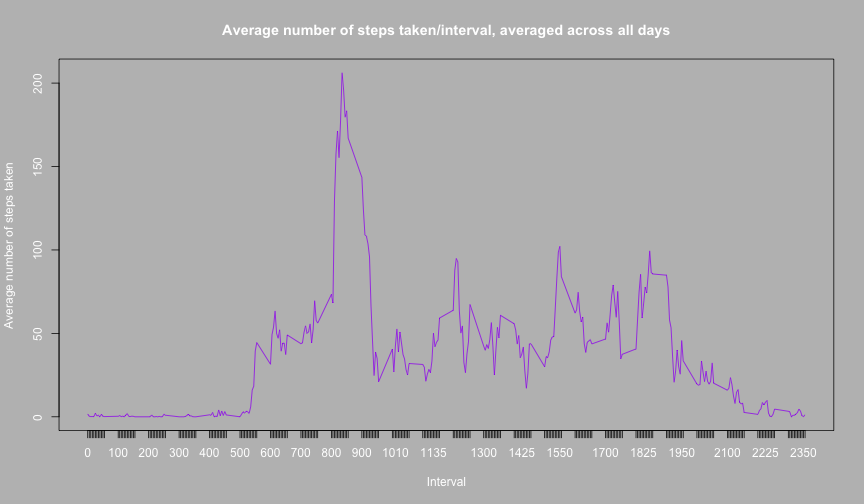 Average number of steps taken/interval, averaged across all days
Average number of steps taken
200
150
100
50
0
0 100 200 300 400 500 600 700 800 900 1010 1135 1300 1425 1550 1700 1825 1950 2100 2225 2350
Interval